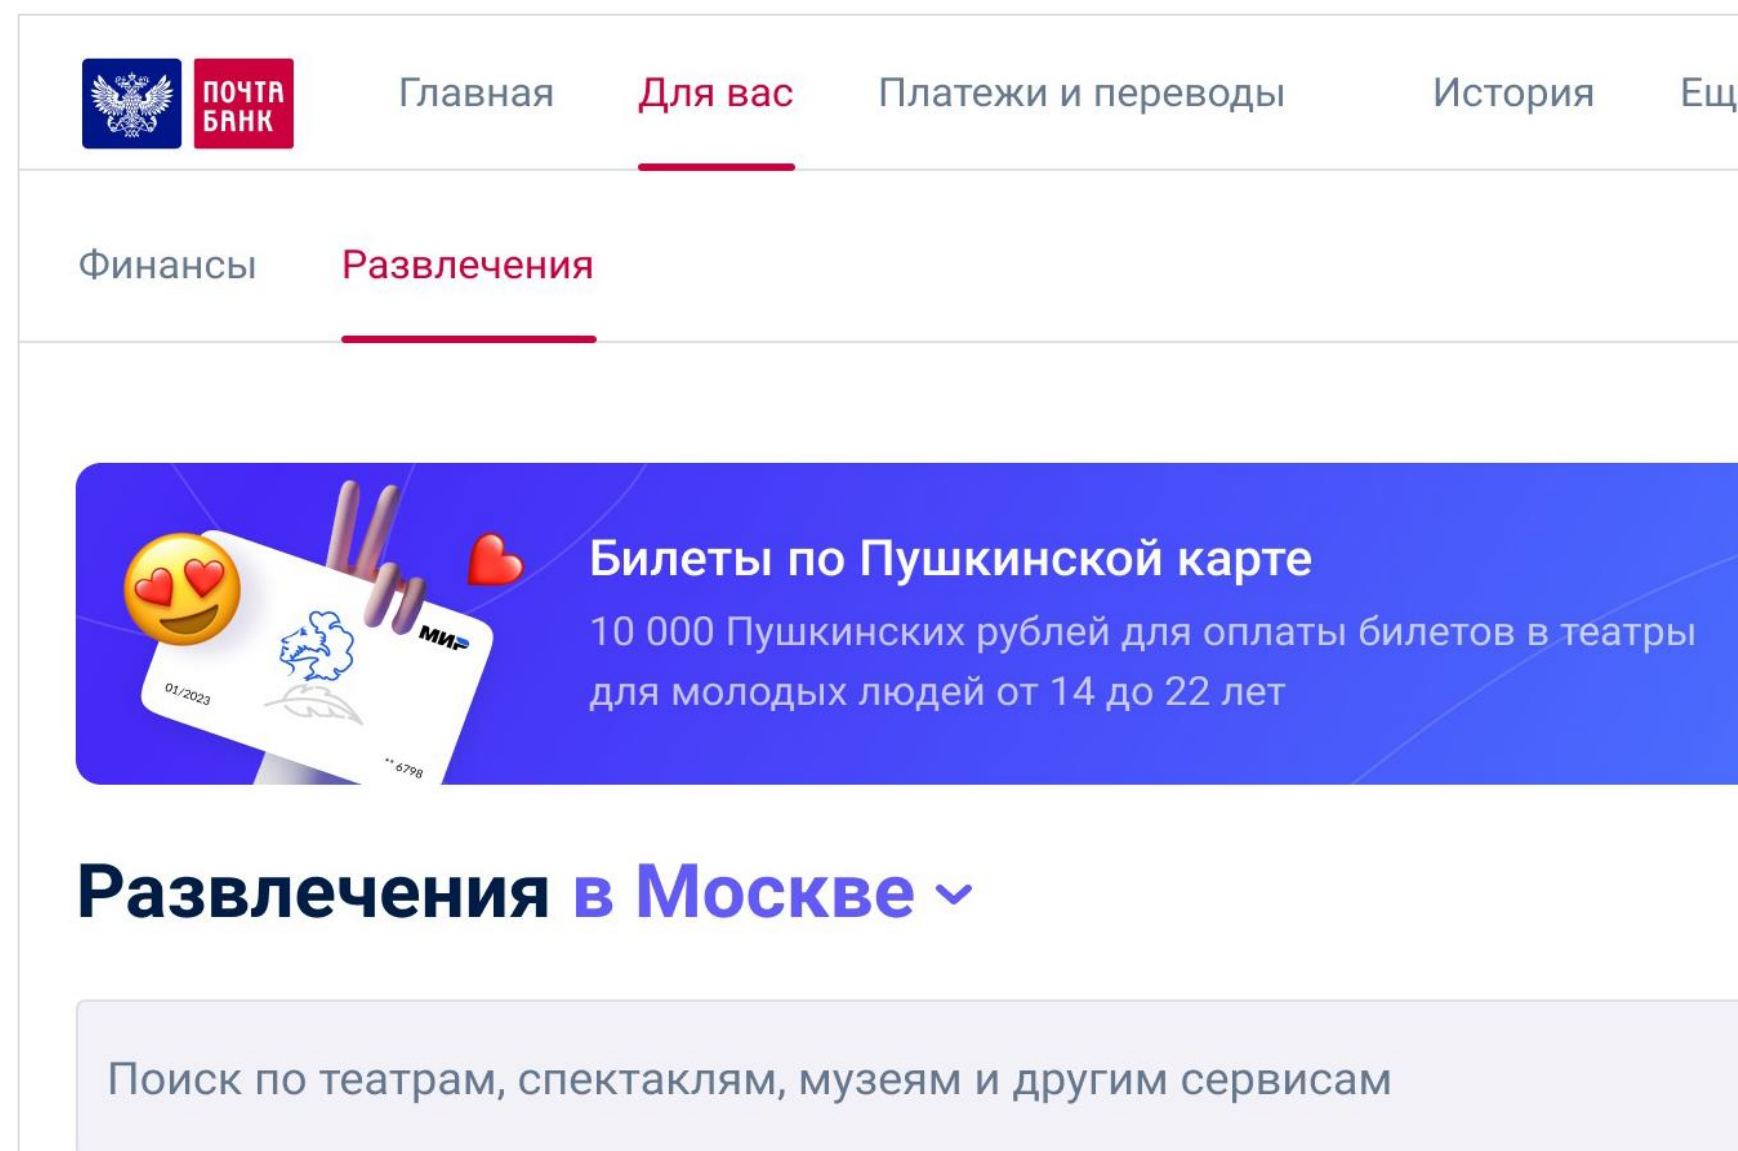 ПОЧТА
БАНК
Главная Для вас Платежи и переводы История Ещ
Финансы Развлечения
Билеты по Пушкинской карте
10 000 Пушкинских рублей для оплаты билетов в театры
для молодых людей от 14 до 22 лет
МИР
01/2023
** 6798
Развлечения в Москве
Поиск по театрам, спектаклям, музеям и другим сервисам